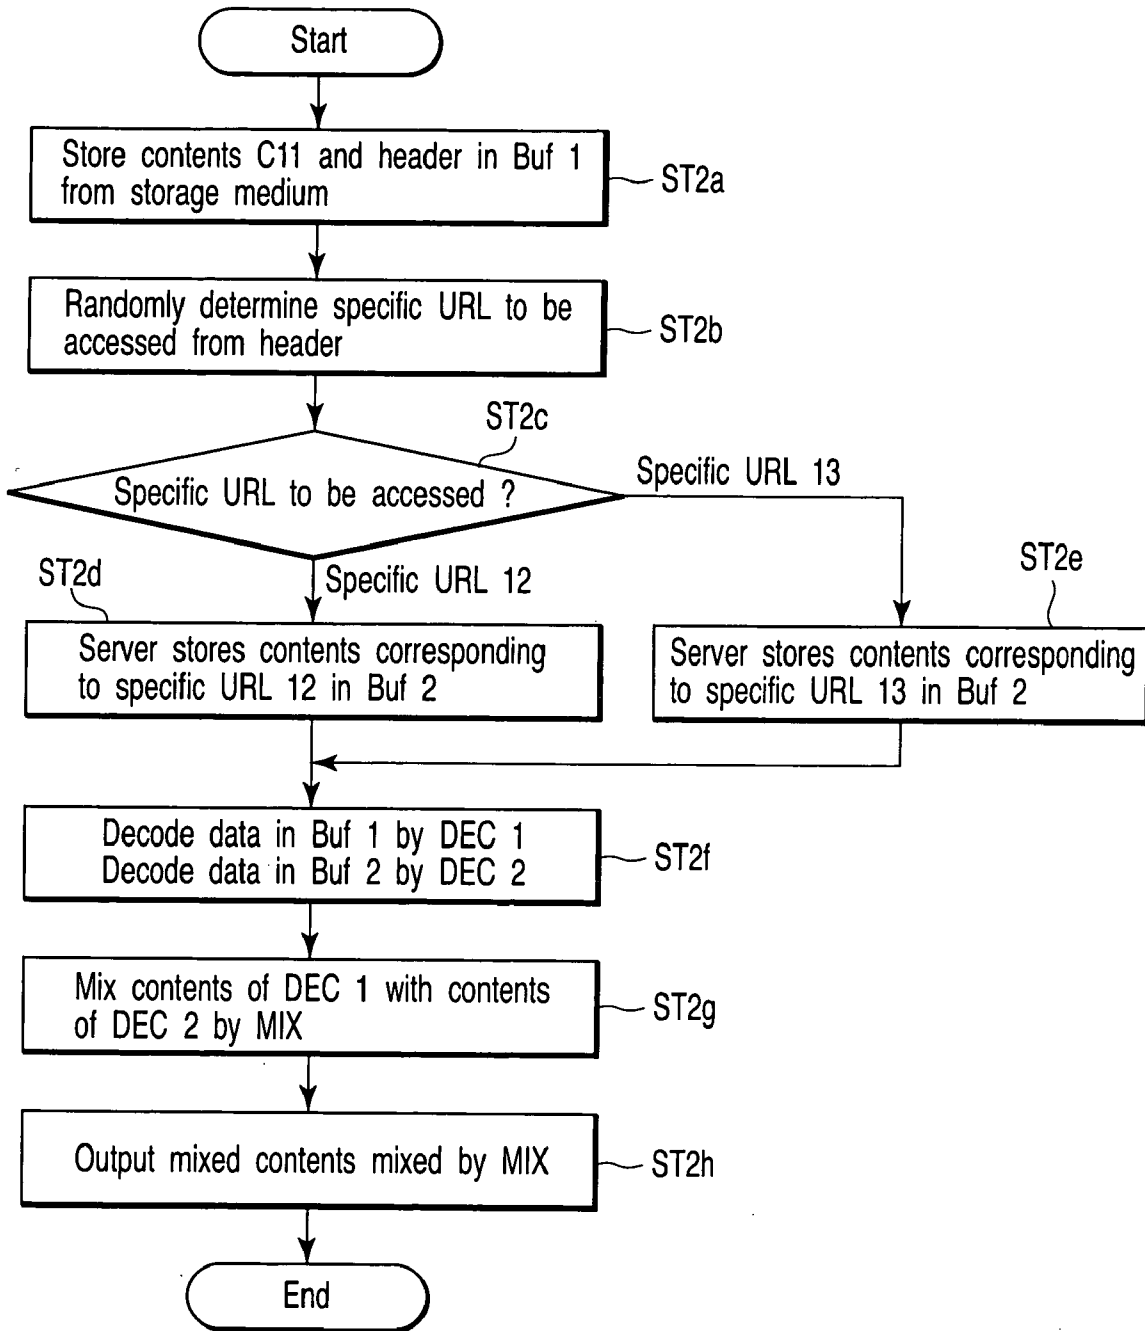 Start
Store contents C11 and header in Buf 1
from storage medium
ST2a
Randomly determine specific URL to be
accessed from header
ST2b
ST2c
Specific URL to be accessed ?
Specific URL 13
ST2d
Specific URL 12
ST2e
Server stores contents corresponding
to specific URL 12 in Buf 2
Server stores contents corresponding
to specific URL 13 in Buf 2
Decode data in Buf 1 by DEC 1
Decode data in Buf 2 by DEC 2
ST2f
Mix contents of DEC 1 with contents
of DEC 2 by MIX
ST2g
Output mixed contents mixed by MIX
ST2h
End